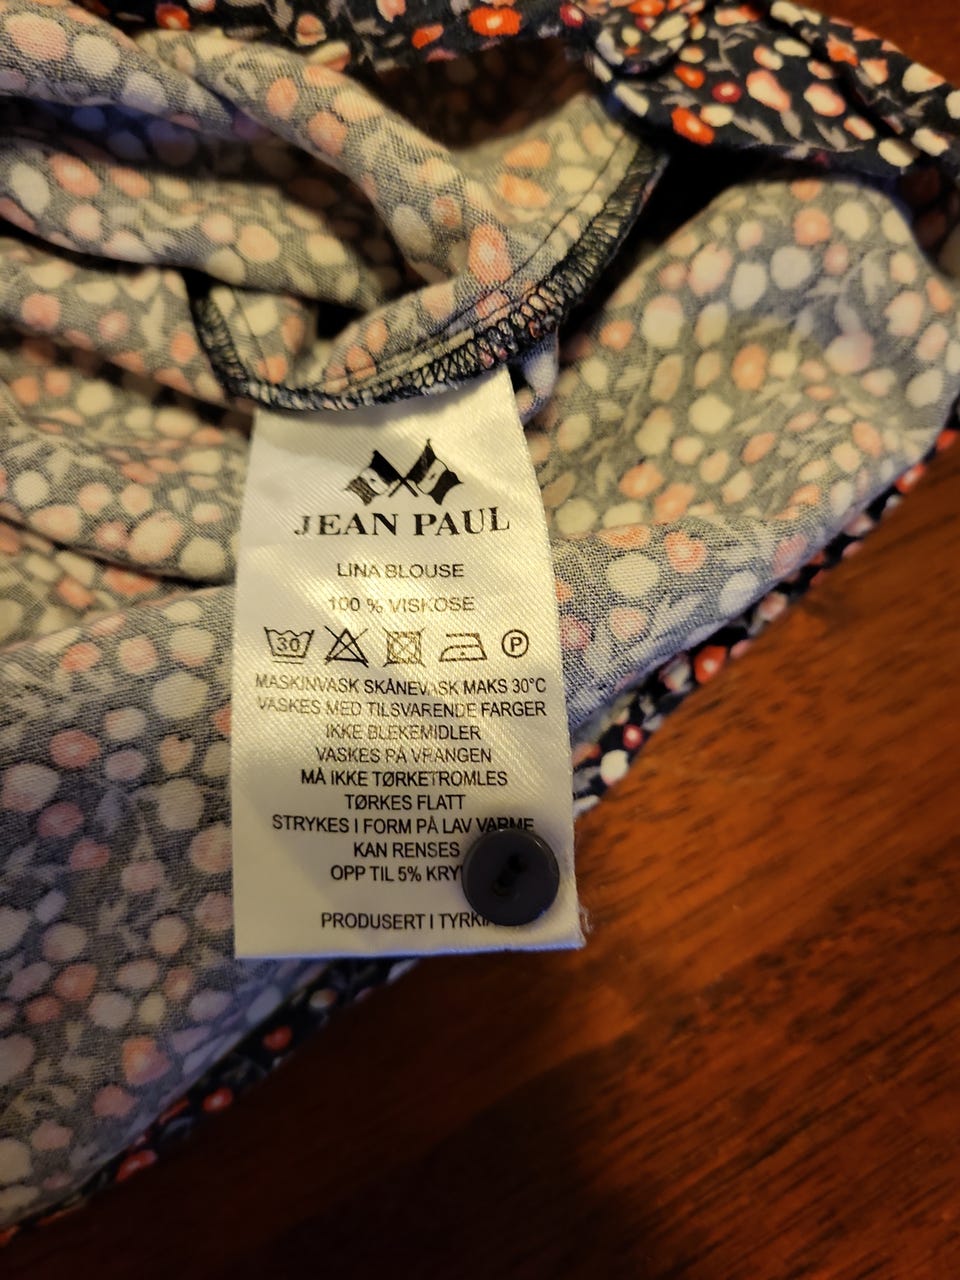 JEAN PAUL
LINA BLOUSE
100 % VISKOSE
30 P
MASKINVASK SKÅNEVASK MAKS 30°C
VASKES MED TILSVARENDE FARGER
IKKE BLEKEMIDLER
VASKES PÅ VRANGEN
MÅ IKKE TØRKETROMLES
TØRKES FLATT
STRYKES I FORM PÅ LAV VARME
KAN RENSES
OPP TIL 5%
PRODUSERT I